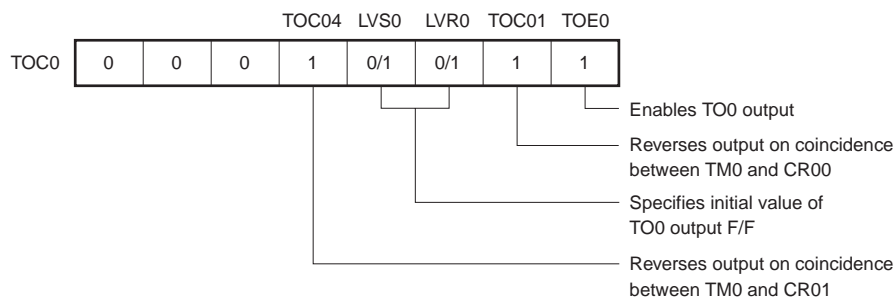 TOC04 LVS0 LVR0 TOC01 TOE0
TOC0 0 0 0 1 0/1 0/1 1 1
Enables TO0 output
Reverses output on coincidence
between TM0 and CR00
Specifies initial value of
TO0 output F/F
Reverses output on coincidence
between TM0 and CR01